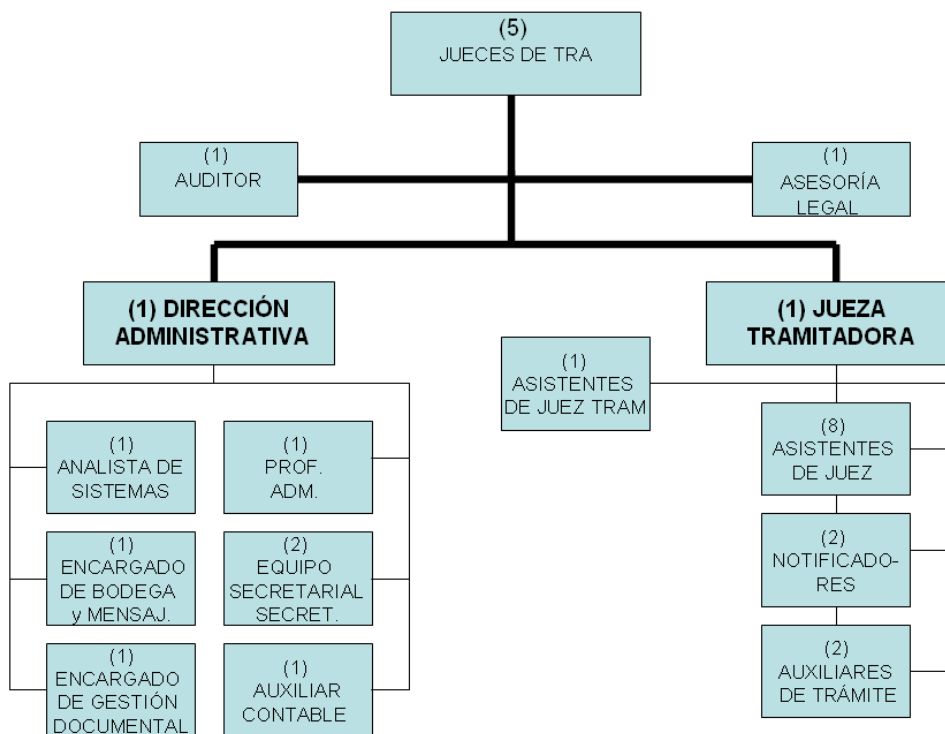 (5)
JUECES DE TRA
(1)
AUDITOR
(1)
ASESORÍA
LEGAL
(1) DIRECCIÓN
ADMINISTRATIVA
(1) JUEZA
TRAMITADORA
(1)
ASISTENTES
DE JUEZ TRAM
(1)
ANALISTA DE
SISTEMAS
(1)
PROF.
ADM.
(8)
ASISTENTES
DE JUEZ
(1)
ENCARGADO
DE BODEGA
y MENSAJ.
(2)
EQUIPO
SECRETARIAL
SECRET.
(2)
NOTIFICADO-
RES
(1)
ENCARGADO
DE GESTIÓN
DOCUMENTAL
(1)
AUXILIAR
CONTABLE
(2)
AUXILIARES
DE TRÁMITE